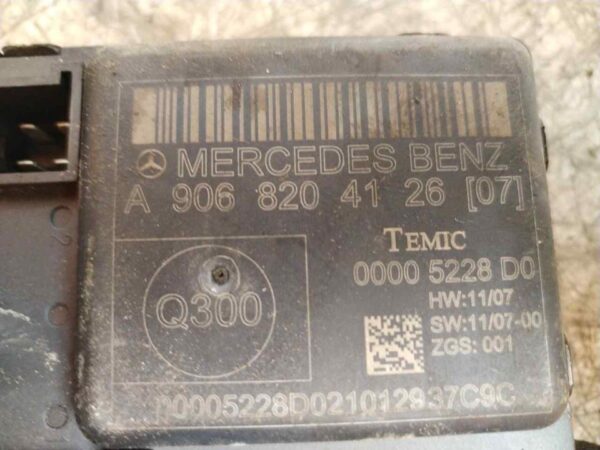 MERCEDES BENZ
A 906 820 41 26 [07]
TEMIC
0000 5228 D0
HW:11/07
SW:11/07-00
ZGS: 001
Q300
00005228D021012937C9C